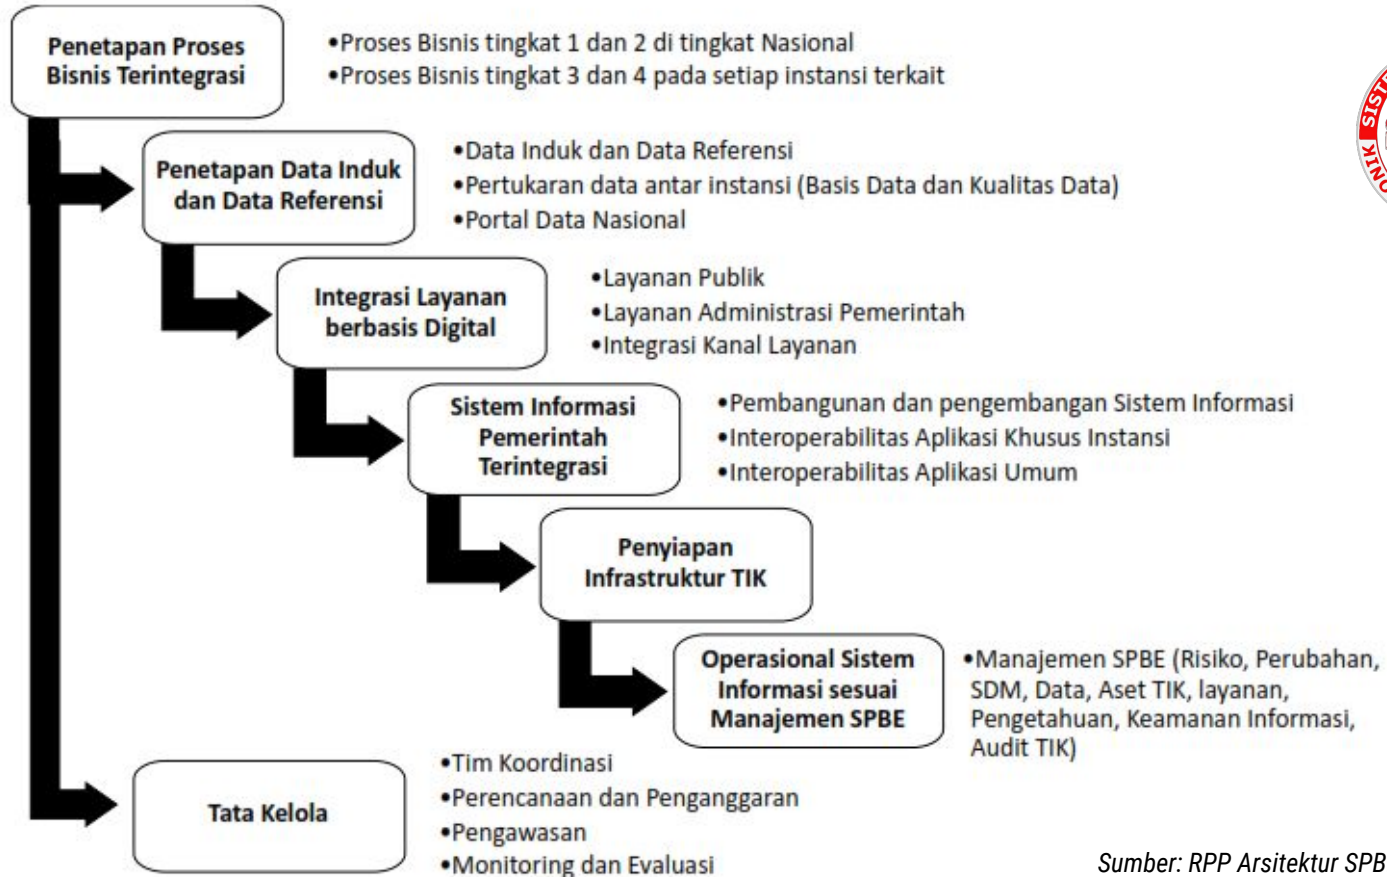 Penetapan Proses
Bisnis Terintegrasi
•Proses Bisnis tingkat 1 dan 2 di tingkat Nasional
•Proses Bisnis tingkat 3 dan 4 pada setiap instansi terkait
Penetapan Data Induk
dan Data Referensi
•Data Induk dan Data Referensi
•Pertukaran data antar instansi (Basis Data dan Kualitas Data)
•Portal Data Nasional
Integrasi Layanan
berbasis Digital
•Layanan Publik
•Layanan Administrasi Pemerintah
•Integrasi Kanal Layanan
Sistem Informasi
Pemerintah
Terintegrasi
•Pembangunan dan pengembangan Sistem Informasi
•Interoperabilitas Aplikasi Khusus Instansi
•Interoperabilitas Aplikasi Umum
Penyiapan
Infrastruktur TIK
Operasional Sistem
Informasi sesuai
Manajemen SPBE
•Manajemen SPBE (Risiko, Perubahan,
SDM, Data, Aset TIK, layanan,
Pengetahuan, Keamanan Informasi,
Audit TIK)
Tata Kelola
•Tim Koordinasi
•Perencanaan dan Penganggaran
•Pengawasan
•Monitoring dan Evaluasi
Sumber: RPP Arsitektur SPB